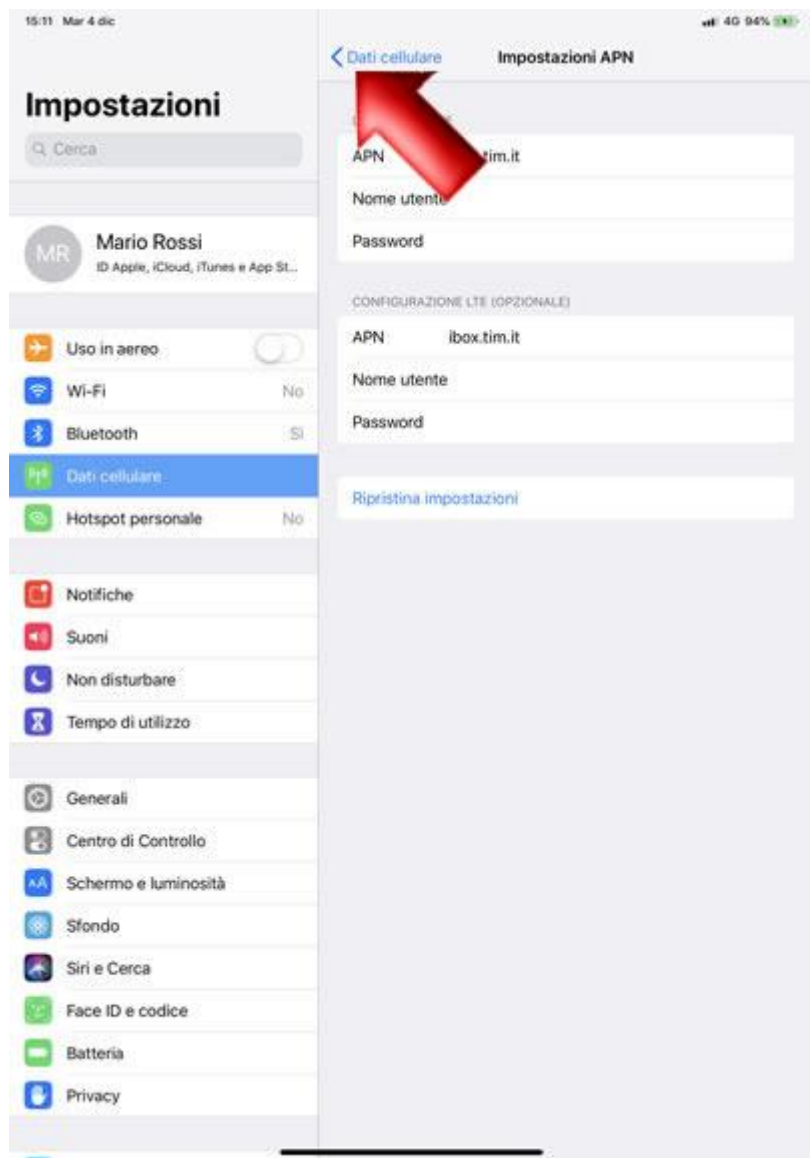 15:11 Mar 4 dic
4G 94%
Impostazioni
Cerca
MR
Mario Rossi
ID Apple, iCloud, iTunes e App St...
Uso in aereo
Wi-Fi No
Bluetooth Sì
Dati cellulare
Hotspot personale No
Notifiche
Suoni
Non disturbare
Tempo di utilizzo
Generali
Centro di Controllo
AA
Schermo e luminosità
Sfondo
Siri e Cerca
Face ID e codice
Batteria
Privacy
Dati cellulare
Impostazioni APN
APN tim.it
Nome utente
Password
CONFIGURAZIONE LTE (OPZIONALE)
APN ibox.tim.it
Nome utente
Password
Ripristina impostazioni